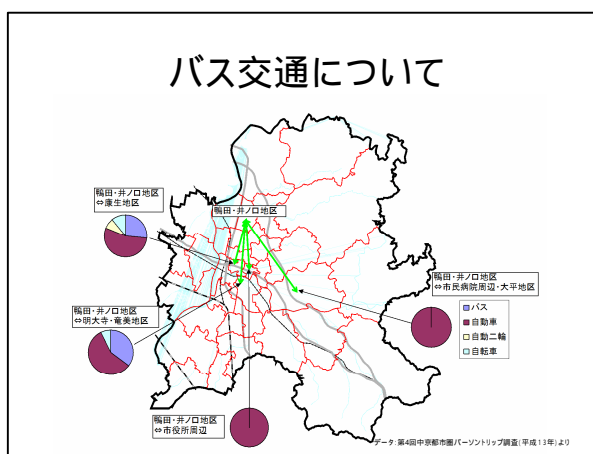 バス交通について
鴨田・井ノ口地区
⇔康生地区
鴨田・井ノ口地区
鴨田・井ノ口地区
⇔市民病院周辺・大平地区
バス
自動車
自動二輪
自転車
鴨田・井ノ口地区
⇔明大寺・竜美地区
鴨田・井ノ口地区
⇔市役所周辺
データ:第4回中京都市圏パーソントリップ調査(平成13年)より